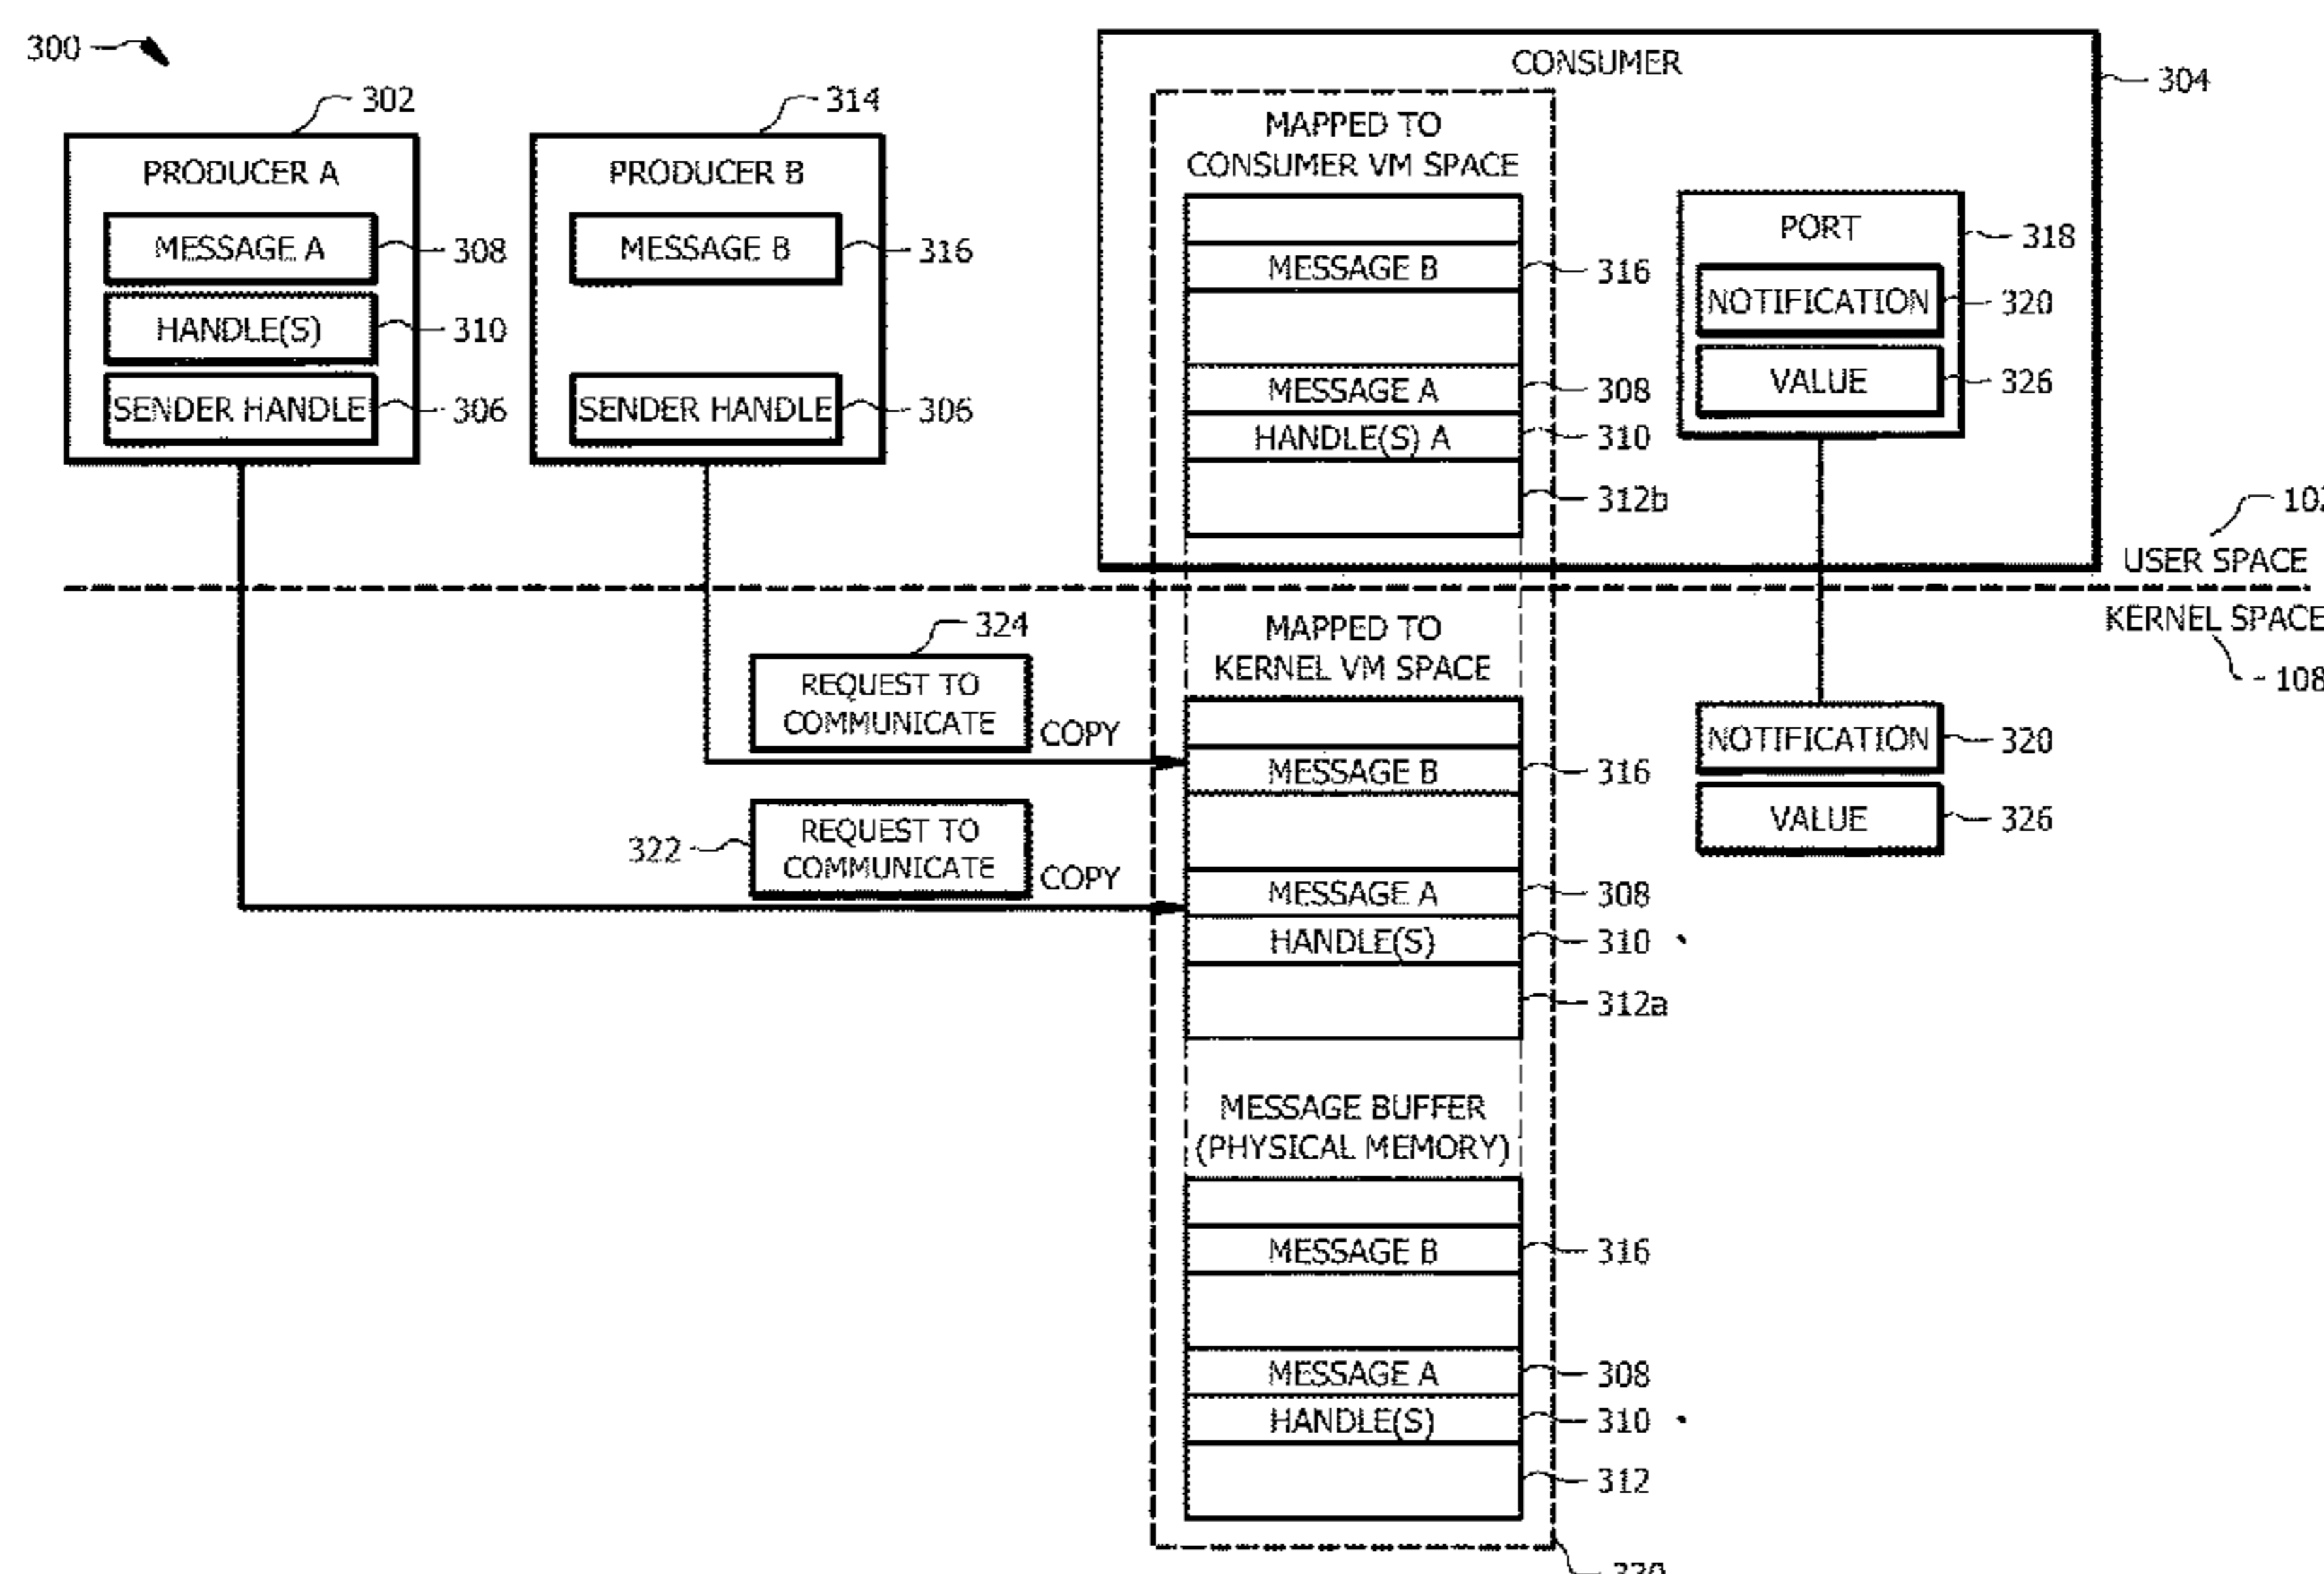 300
302
PRODUCER A
MESSAGE A
308
HANDLE(S)
310
SENDER HANDLE
306
314
PRODUCER B
MESSAGE B
316
SENDER HANDLE
306
CONSUMER
304
MAPPED TO
CONSUMER VM SPACE
MESSAGE B
316
MESSAGE A
308
HANDLE(S) A
310
312b
PORT
318
NOTIFICATION
320
VALUE
326
USER SPACE
KERNEL SPACE
108
324
REQUEST TO
COMMUNICATE
COPY
322
REQUEST TO
COMMUNICATE
COPY
MAPPED TO
KERNEL VM SPACE
MESSAGE B
316
MESSAGE A
308
HANDLE(S)
310
312a
NOTIFICATION
320
VALUE
326
MESSAGE BUFFER
(PHYSICAL MEMORY)
MESSAGE B
316
MESSAGE A
308
HANDLE(S)
310
312